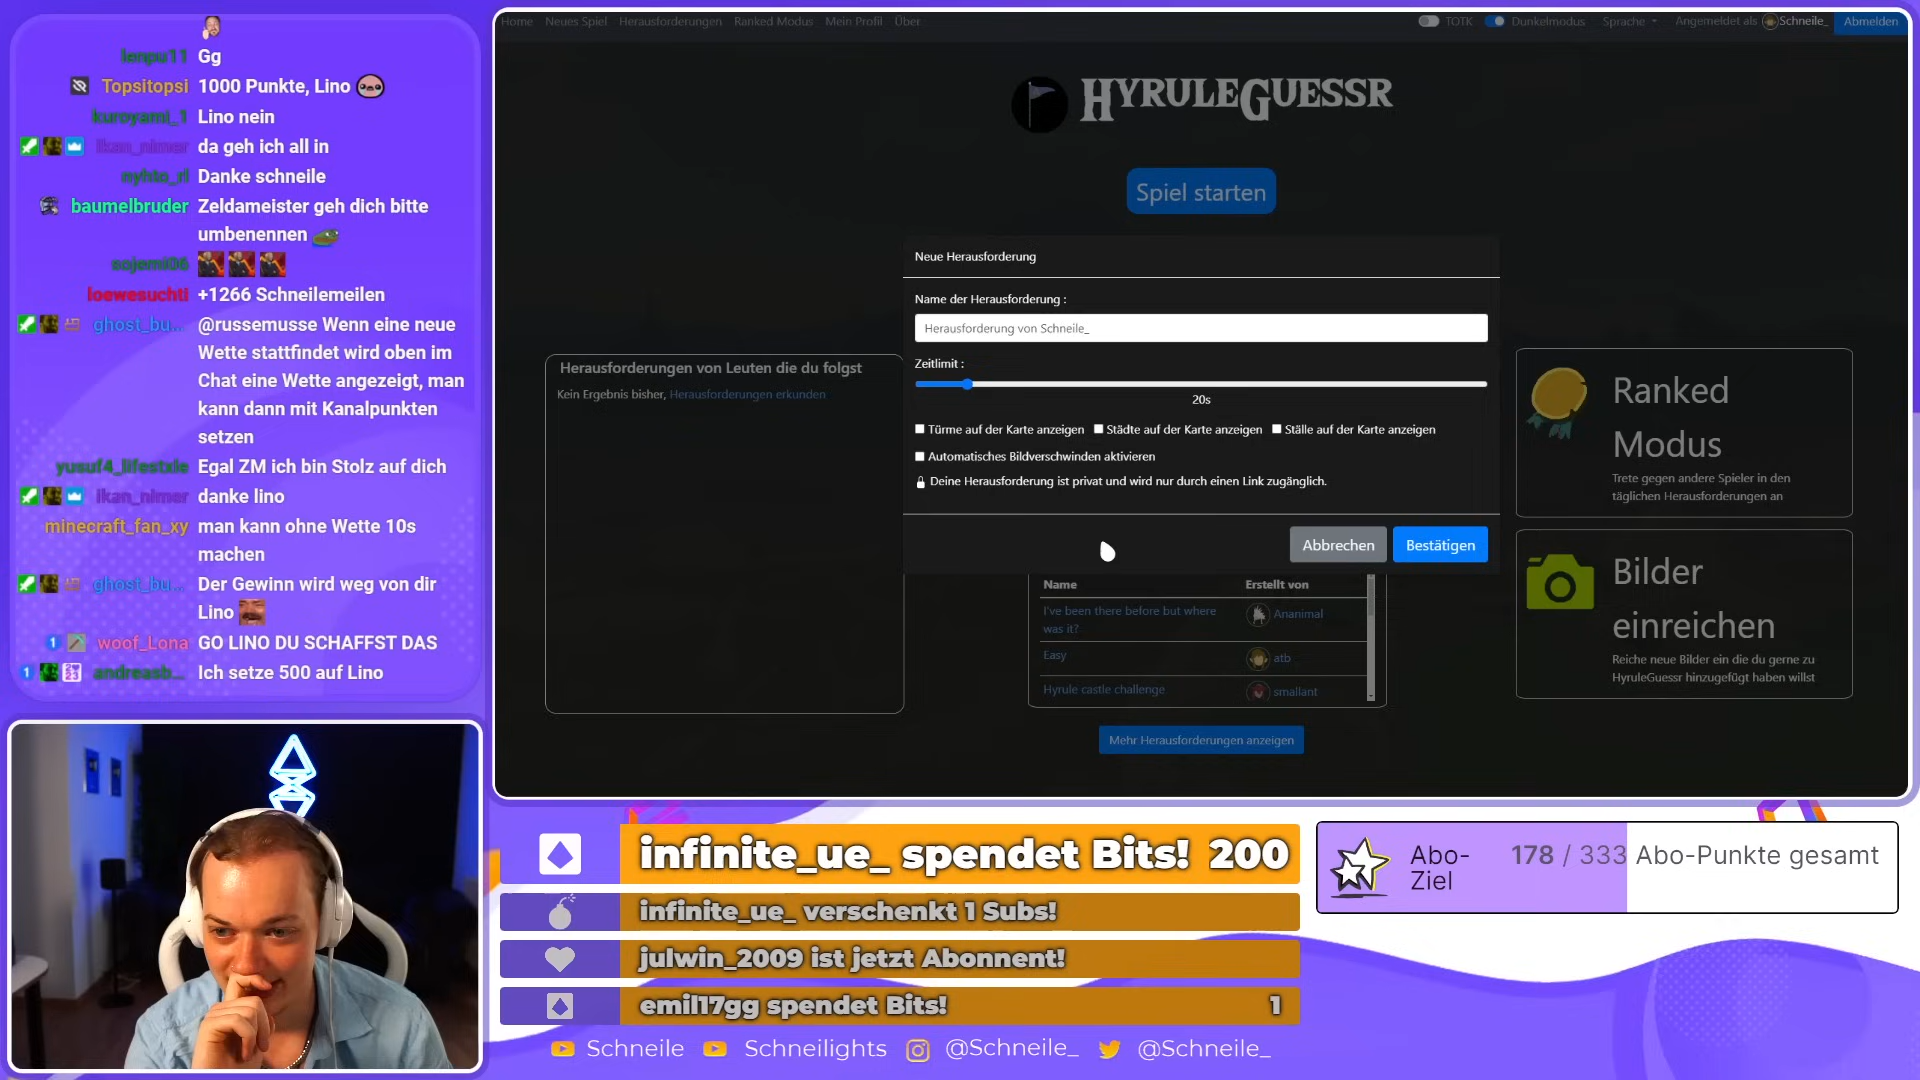 lenpu11 Gg
Topsitopsi 1000 Punkte, Lino
kuroyami_1 Lino nein
ikan_nimer da geh ich all in
nyhto_rl Danke schneile
baumelbruder Zeldameister geh dich bitte
umbenennen
sojemi06
loewesuchti +1266 Schneilemeilen
ghost_bu... @russemusse Wenn eine neue
Wette stattfindet wird oben im
Chat eine Wette angezeigt, man
kann dann mit Kanalpunkten
setzen
yusuf4_lifestxle Egal ZM ich bin Stolz auf dich
ikan_nimer danke lino
minecraft_fan_xy man kann ohne Wette 10s
machen
ghost_bu... Der Gewinn wird weg von dir
Lino
1 woof_Lona GO LINO DU SCHAFFST DAS
1 andreasb... Ich setze 500 auf Lino
Home Neues Spiel Herausforderungen Ranked Modus Mein Profil Über
TOTK Dunkelmodus Sprache Angemeldet als Schneile_ Abmelden
HYRULEGUESSR
Spiel starten
Neue Herausforderung
Name der Herausforderung :
Herausforderung von Schneile_
Zeitlimit :
20s
Türme auf der Karte anzeigen Städte auf der Karte anzeigen Ställe auf der Karte anzeigen
Automatisches Bildverschwinden aktivieren
Deine Herausforderung ist privat und wird nur durch einen Link zugänglich.
Abbrechen Bestätigen
Herausforderungen von Leuten die du folgst
Kein Ergebnis bisher, Herausforderungen erkunden
Name Erstellt von
I've been there before but where
was it?
Ananimal
Easy atb
Hyrule castle challenge smallant
Mehr Herausforderungen anzeigen
Ranked
Modus
Trete gegen andere Spieler in den
täglichen Herausforderungen an
Bilder
einreichen
Reiche neue Bilder ein die du gerne zu
HyruleGuessr hinzugefügt haben willst
infinite_ue_ spendet Bits! 200
infinite_ue_ verschenkt 1 Subs!
julwin_2009 ist jetzt Abonnent!
emil17gg spendet Bits! 1
Abo-
Ziel
178 / 333 Abo-Punkte gesamt
Schneile Schneilights @Schneile_ @Schneile_